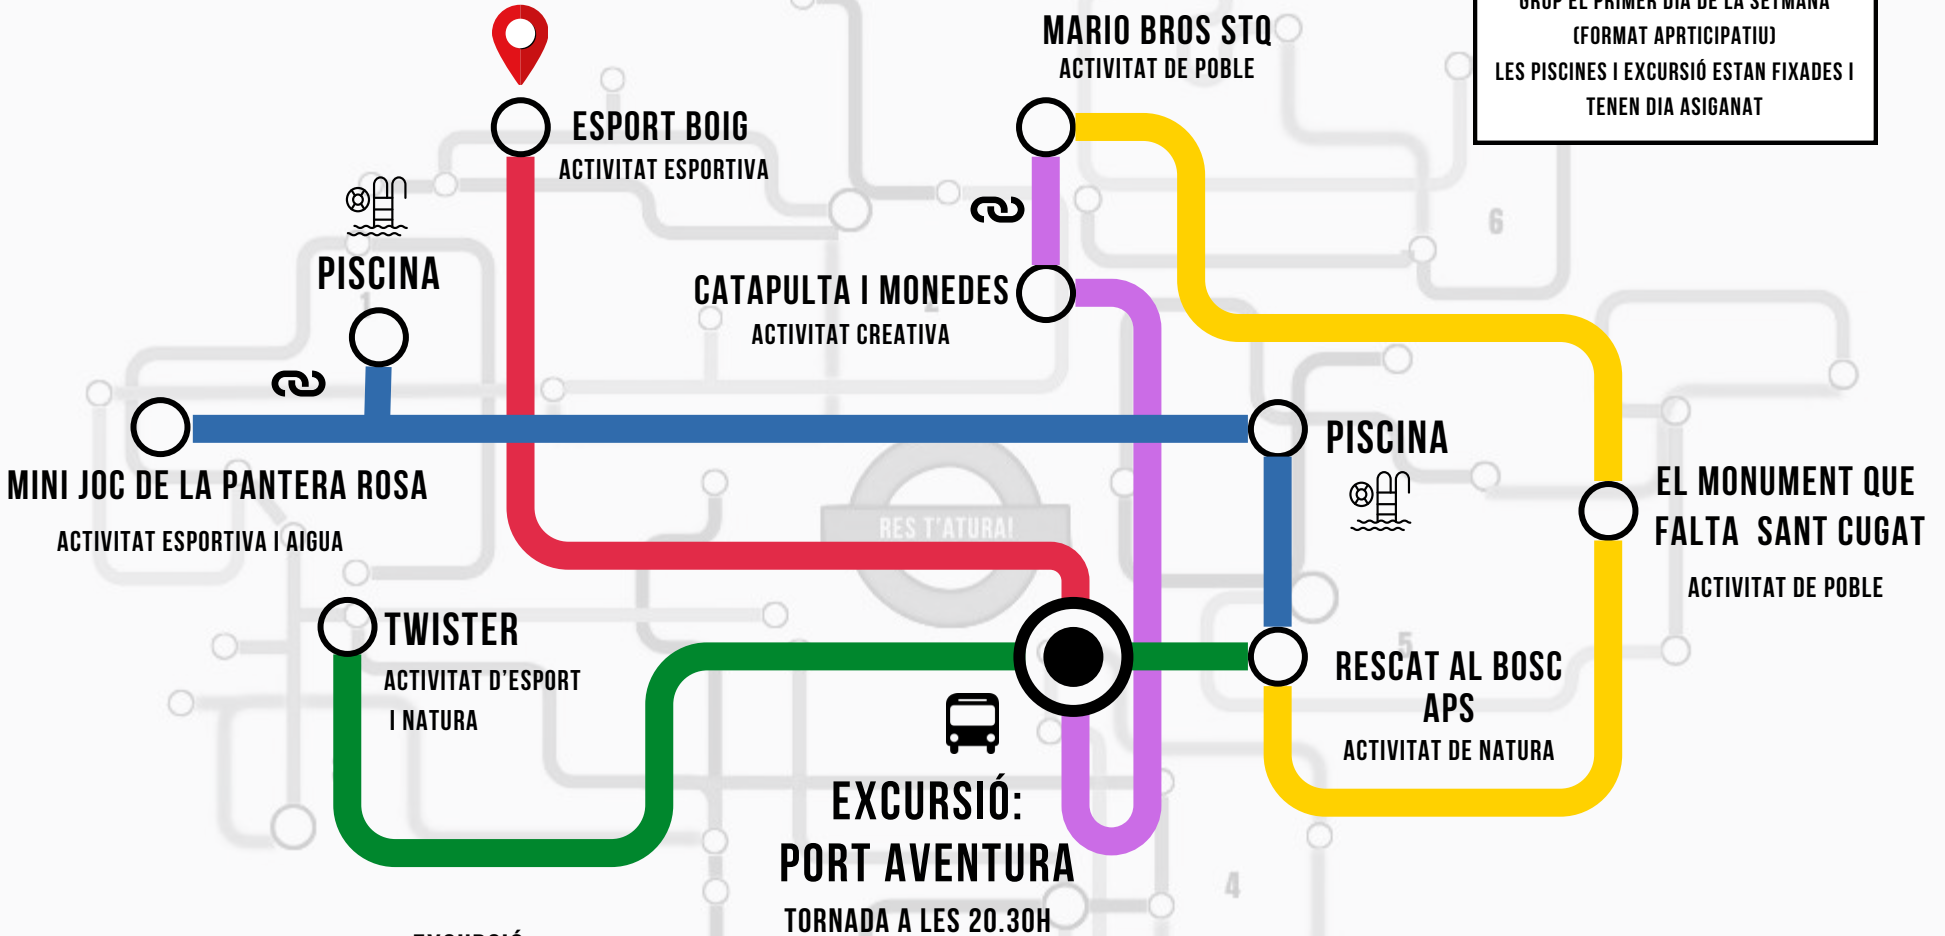 GRUP EL PRIMER DIA DE LA SETMANA
(FORMAT APRTICIPATIU)
LES PISCINES I EXCURSIÓ ESTAN FIXADES I
TENEN DIA ASIGANAT
MARIO BROS STQ
ACTIVITAT DE POBLE
ESPORT BOIG
ACTIVITAT ESPORTIVA
PISCINA
1
6
CATAPULTA I MONEDES
ACTIVITAT CREATIVA
PISCINA
MINI JOC DE LA PANTERA ROSA
ACTIVITAT ESPORTIVA I AIGUA
RES T'ATURA!
EL MONUMENT QUE
FALTA SANT CUGAT
ACTIVITAT DE POBLE
TWISTER
ACTIVITAT D'ESPORT
I NATURA
5
RESCAT AL BOSC
APS
ACTIVITAT DE NATURA
EXCURSIÓ:
PORT AVENTURA
TORNADA A LES 20.30H
4
EXCURSIÓ